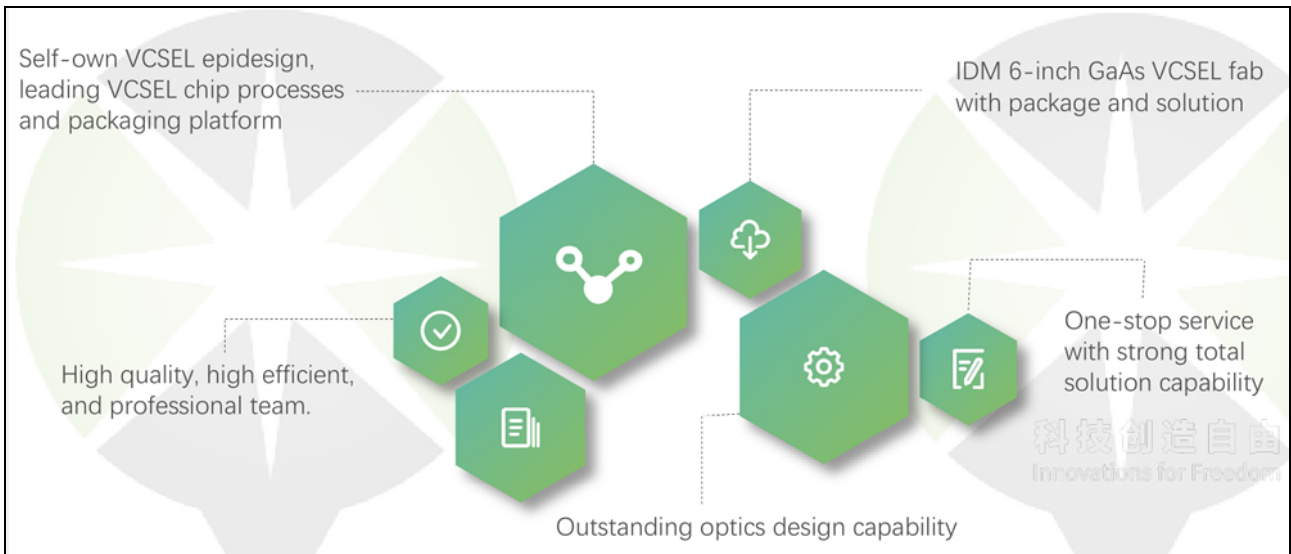 Self-own VCSEL epidesign,
leading VCSEL chip processes
and packaging platform
IDM 6-inch GaAs VCSEL fab
with package and solution
High quality, high efficient,
and professional team.
One-stop service
with strong total
solution capability
科技创造自由
Innovations for Freedom
Outstanding optics design capability